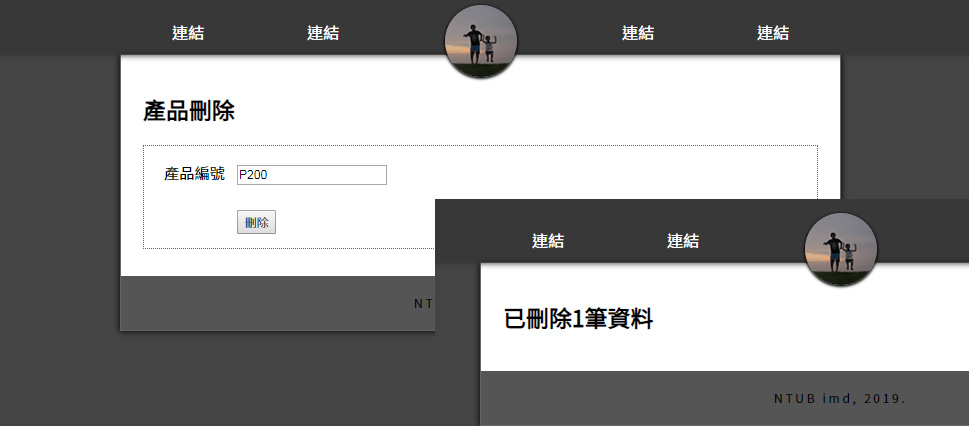 連結 連結 連結 連結
產品刪除
產品編號 P200
刪除
NT
連結 連結
已刪除1筆資料
NTUB imd, 2019.